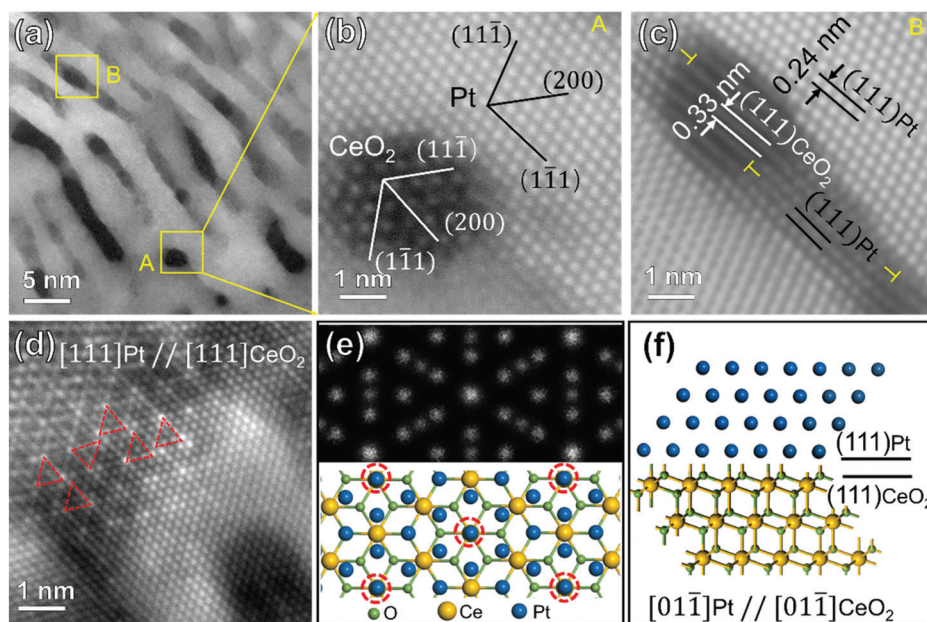 (a)
B
A
5 nm
(b)
A
(11̅1̅)
(200)
Pt
CeO₂
(111̅)
(200)
(11̅1)
(11̅1)
1 nm
(c)
B
0.24 nm
(111)Pt
0.33 nm
(111)CeO₂
(111)Pt
1 nm
(d)
[111]Pt // [111]CeO₂
1 nm
(e)
O
Ce
Pt
(f)
(111)Pt
(111)CeO₂
[011̅]Pt // [011̅]CeO₂